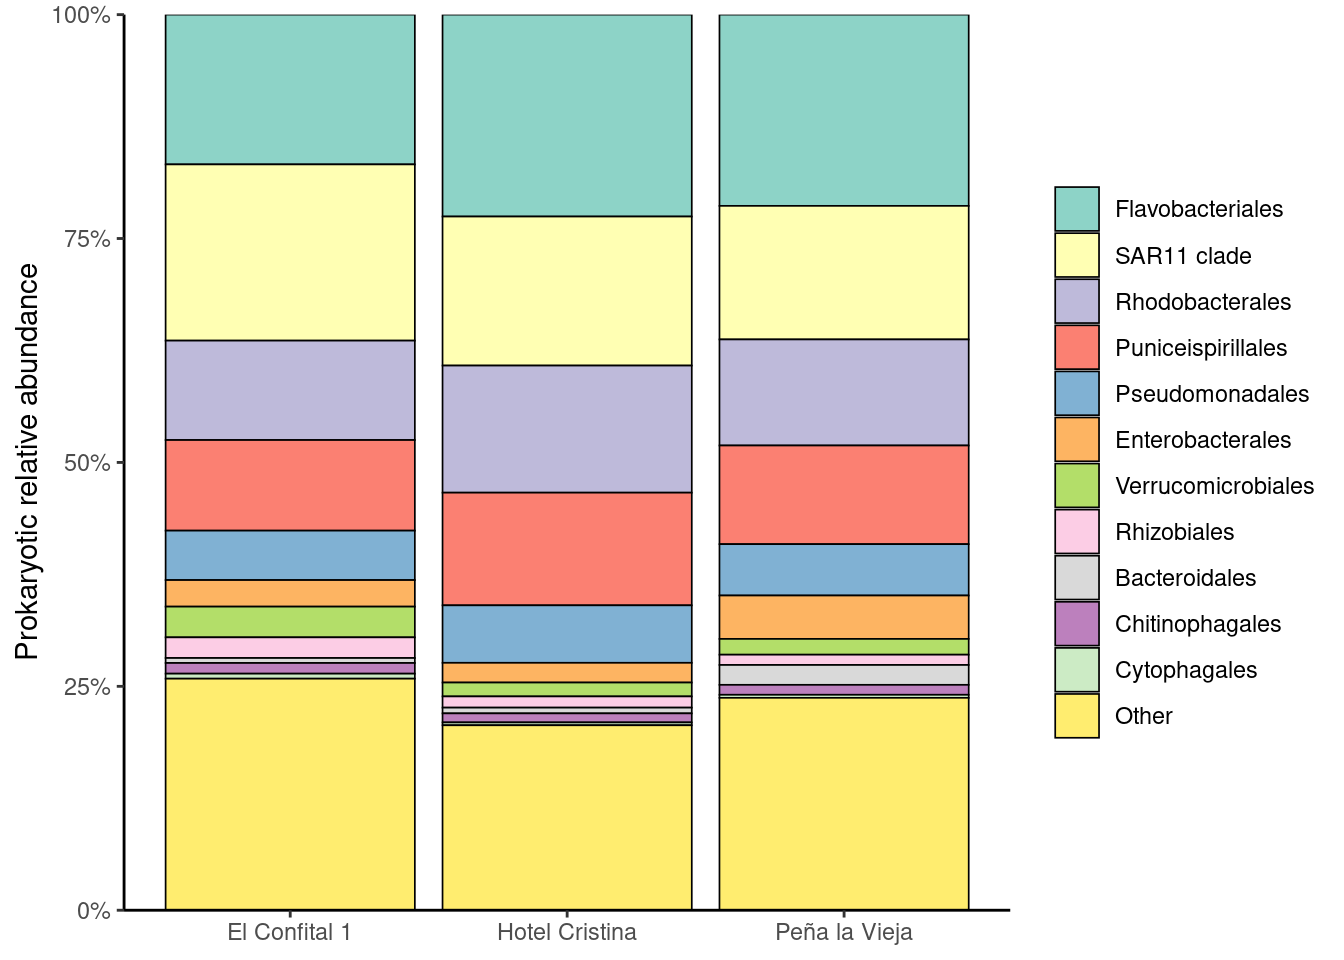 Prokaryotic relative abundance
100%
75%
50%
25%
0%
El Confital 1
Hotel Cristina
Peña la Vieja
Flavobacteriales
SAR11 clade
Rhodobacterales
Puniceispirillales
Pseudomonadales
Enterobacterales
Verrucomicrobiales
Rhizobiales
Bacteroidales
Chitinophagales
Cytophagales
Other